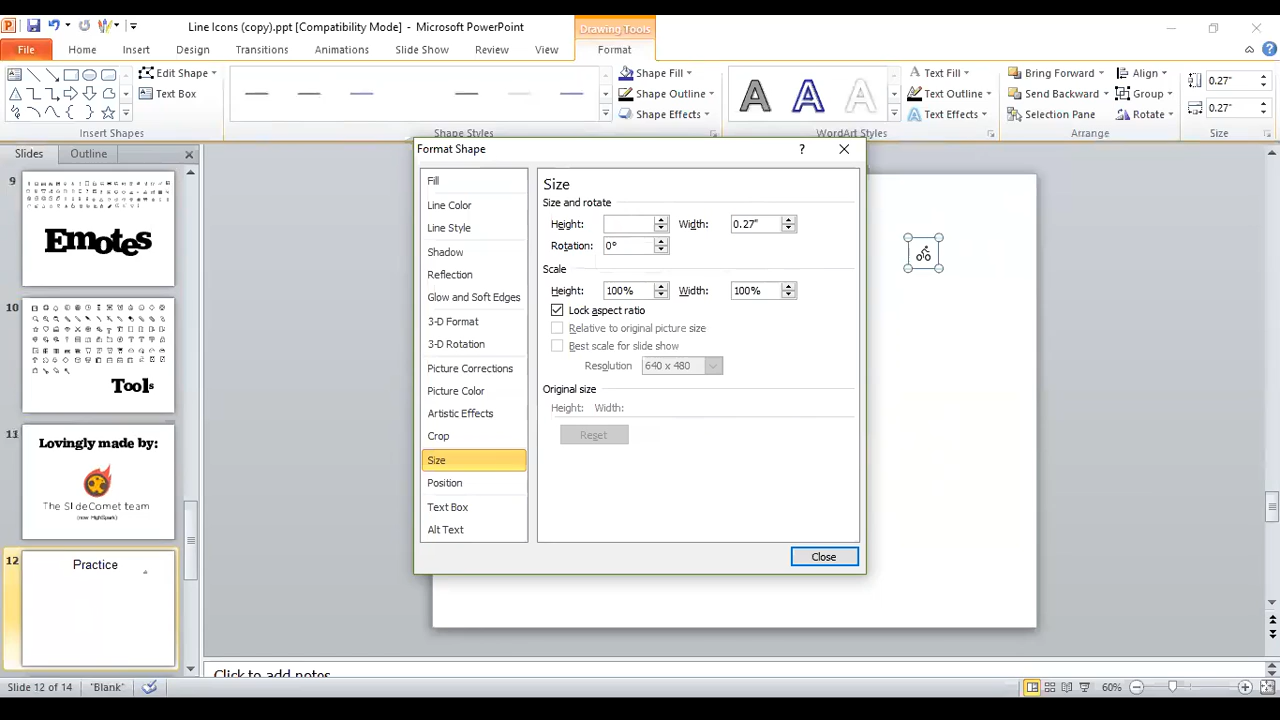 Line Icons (copy).ppt [Compatibility Mode] - Microsoft PowerPoint
Drawing Tools
File Home Insert Design Transitions Animations Slide Show Review View Format
Edit Shape
Text Box
Insert Shapes
Shape Fill
Shape Outline
Shape Effects
Shape Styles
A A A
Text Fill
Text Outline
Text Effects
WordArt Styles
Bring Forward
Send Backward
Selection Pane
Align
Group
Rotate
Arrange
0.27"
0.27"
Size
Slides Outline
9
Emotes
10
Tools
11
Lovingly made by:
The SlideComet team
(now HighSpark)
12
Practice
Format Shape
Fill
Line Color
Line Style
Shadow
Reflection
Glow and Soft Edges
3-D Format
3-D Rotation
Picture Corrections
Picture Color
Artistic Effects
Crop
Size
Position
Text Box
Alt Text
Size
Size and rotate
Height: Width: 0.27"
Rotation: 0°
Scale
Height: 100% Width: 100%
Lock aspect ratio
Relative to original picture size
Best scale for slide show
Resolution 640 x 480
Original size
Height: Width:
Reset
Close
Click to add notes
Slide 12 of 14 "Blank" 60%